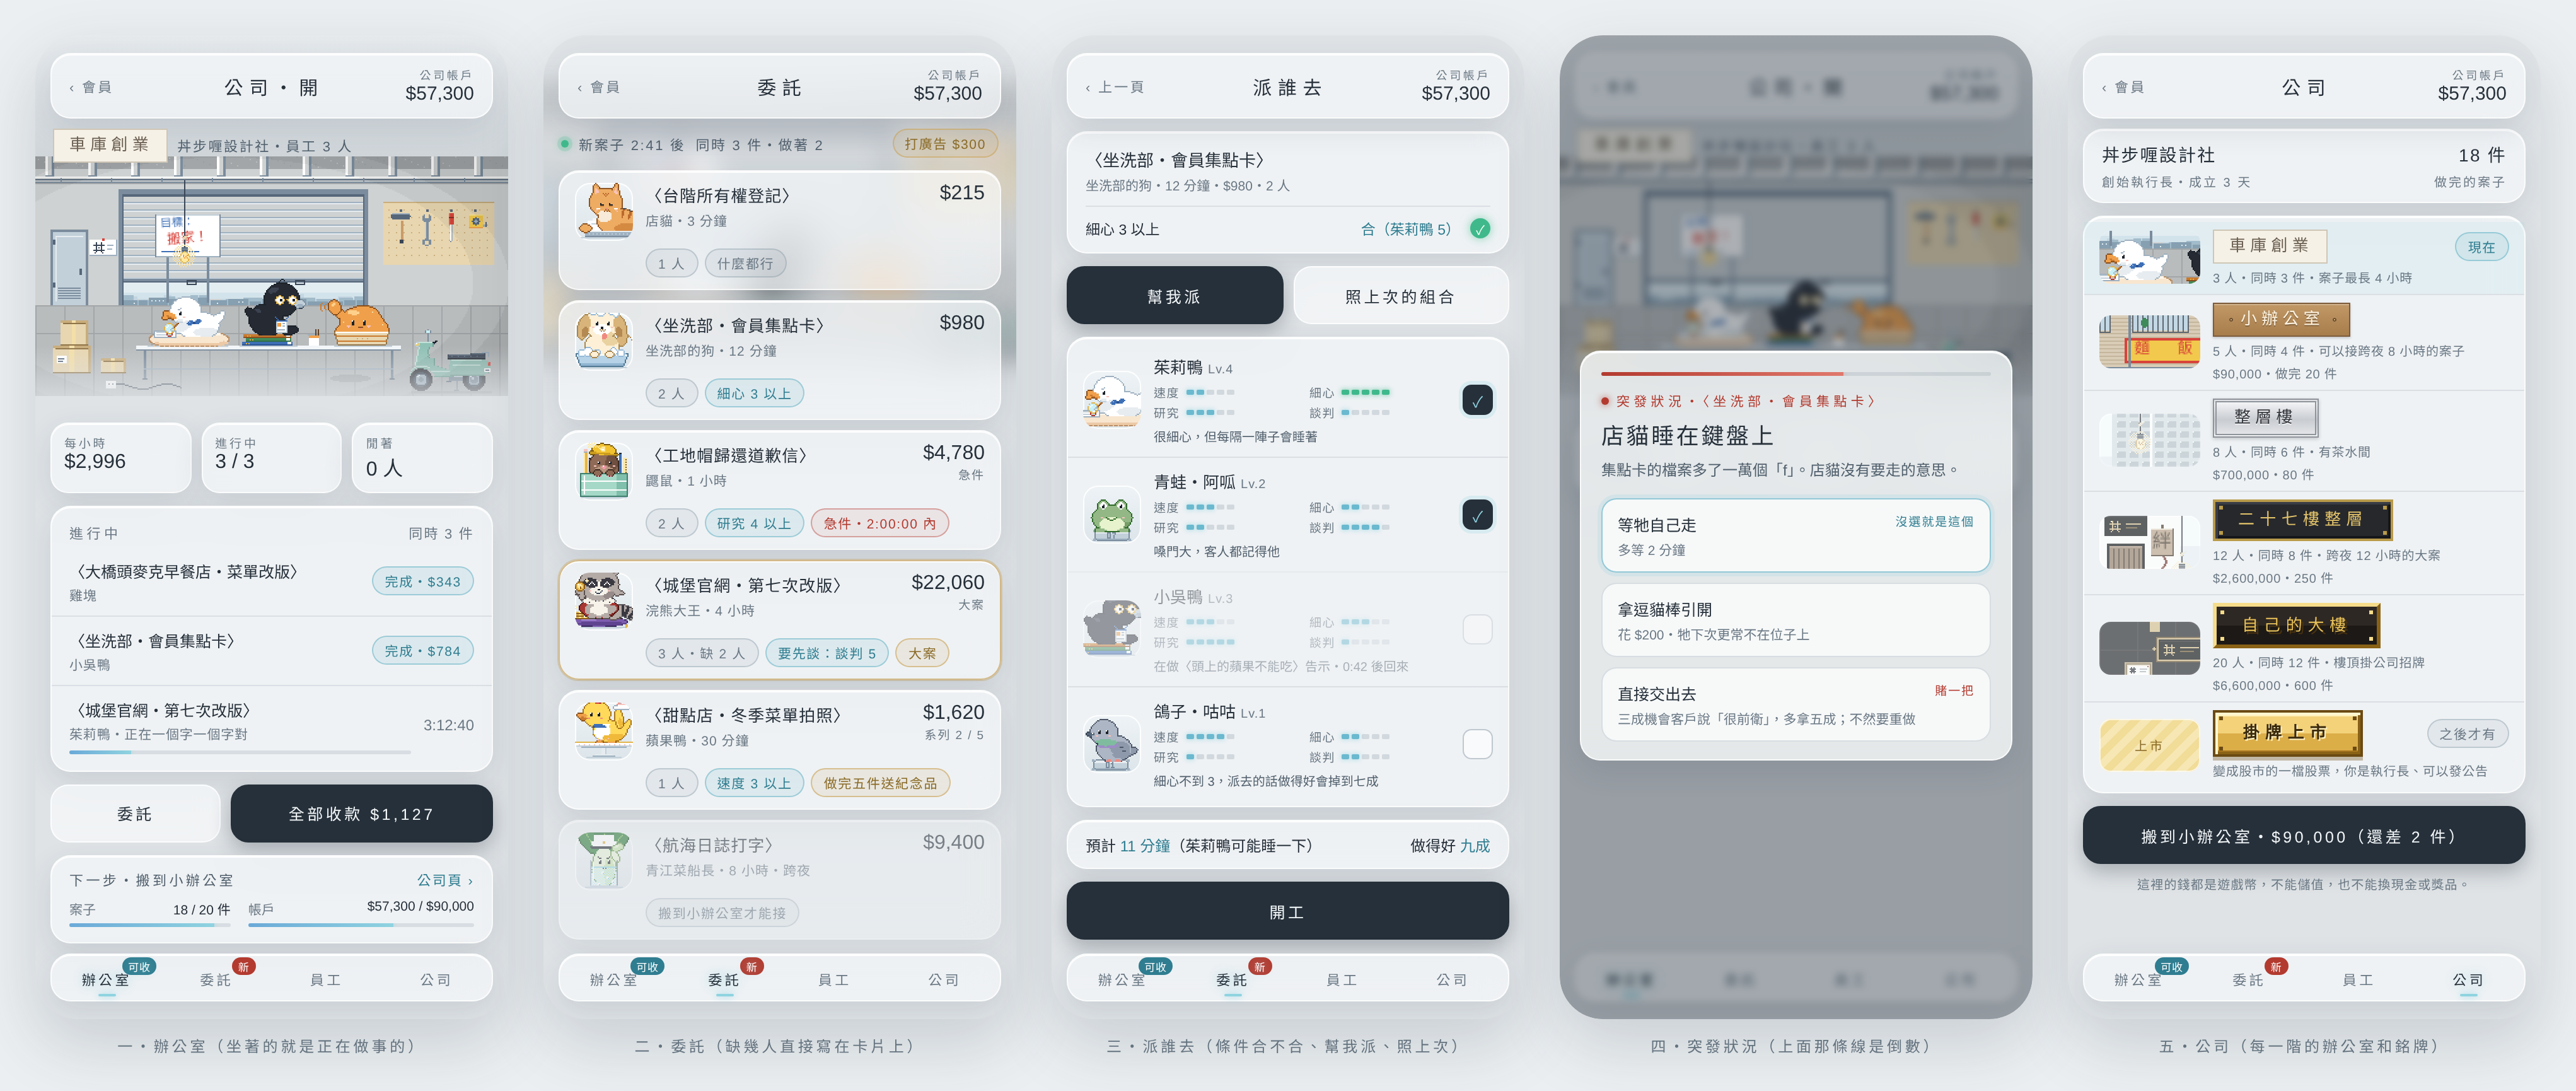 ‹ 會員
公司・開
公司帳戶
$57,300
車庫創業
丼步喱設計社・員工 3 人
目標：
搬家！
每小時
$2,996
進行中
3 / 3
閒著
0 人
進行中
同時 3 件
〈大橋頭麥克早餐店・菜單改版〉
雞塊
完成・$343
〈坐洗部・會員集點卡〉
小吳鴨
完成・$784
〈城堡官網・第七次改版〉
茱莉鴨・正在一個字一個字對
3:12:40
委託
全部收款 $1,127
下一步・搬到小辦公室
公司頁 ›
案子
18 / 20 件
帳戶
$57,300 / $90,000
辦公室
可收
委託
新
員工
公司
一・辦公室（坐著的就是正在做事的）
‹ 會員
委託
公司帳戶
$57,300
新案子 2:41 後 同時 3 件・做著 2
打廣告 $300
〈台階所有權登記〉
$215
店貓・3 分鐘
1 人
什麼都行
〈坐洗部・會員集點卡〉
$980
坐洗部的狗・12 分鐘
2 人
細心 3 以上
〈工地帽歸還道歉信〉
$4,780
鼴鼠・1 小時
急件
2 人
研究 4 以上
急件・2:00:00 內
〈城堡官網・第七次改版〉
$22,060
浣熊大王・4 小時
大案
3 人・缺 2 人
要先談：談判 5
大案
〈甜點店・冬季菜單拍照〉
$1,620
蘋果鴨・30 分鐘
系列 2 / 5
1 人
速度 3 以上
做完五件送紀念品
〈航海日誌打字〉
$9,400
青江菜船長・8 小時・跨夜
搬到小辦公室才能接
辦公室
可收
委託
新
員工
公司
二・委託（缺幾人直接寫在卡片上）
‹ 上一頁
派誰去
公司帳戶
$57,300
〈坐洗部・會員集點卡〉
坐洗部的狗・12 分鐘・$980・2 人
細心 3 以上
合（茱莉鴨 5）
幫我派
照上次的組合
茱莉鴨 Lv.4
速度
細心
研究
談判
很細心，但每隔一陣子會睡著
青蛙・阿呱 Lv.2
速度
細心
研究
談判
嗓門大，客人都記得他
小吳鴨 Lv.3
速度
細心
研究
談判
在做〈頭上的蘋果不能吃〉告示・0:42 後回來
鴿子・咕咕 Lv.1
速度
細心
研究
談判
細心不到 3，派去的話做得好會掉到七成
預計 11 分鐘（茱莉鴨可能睡一下）
做得好 九成
開工
辦公室
可收
委託
新
員工
公司
三・派誰去（條件合不合、幫我派、照上次）
突發狀況・〈坐洗部・會員集點卡〉
店貓睡在鍵盤上
集點卡的檔案多了一萬個「f」。店貓沒有要走的意思。
等牠自己走
沒選就是這個
多等 2 分鐘
拿逗貓棒引開
花 $200・牠下次更常不在位子上
直接交出去
賭一把
三成機會客戶說「很前衛」，多拿五成；不然要重做
四・突發狀況（上面那條線是倒數）
‹ 會員
公司
公司帳戶
$57,300
丼步喱設計社
18 件
創始執行長・成立 3 天
做完的案子
車庫創業
現在
3 人・同時 3 件・案子最長 4 小時
小辦公室
麵 飯
5 人・同時 4 件・可以接跨夜 8 小時的案子
$90,000・做完 20 件
整層樓
8 人・同時 6 件・有茶水間
$700,000・80 件
二十七樓整層
12 人・同時 8 件・跨夜 12 小時的大案
$2,600,000・250 件
自己的大樓
20 人・同時 12 件・樓頂掛公司招牌
$6,600,000・600 件
上市
掛牌上市
之後才有
變成股市的一檔股票，你是執行長、可以發公告
搬到小辦公室・$90,000（還差 2 件）
這裡的錢都是遊戲幣，不能儲值，也不能換現金或獎品。
辦公室
可收
委託
新
員工
公司
五・公司（每一階的辦公室和銘牌）